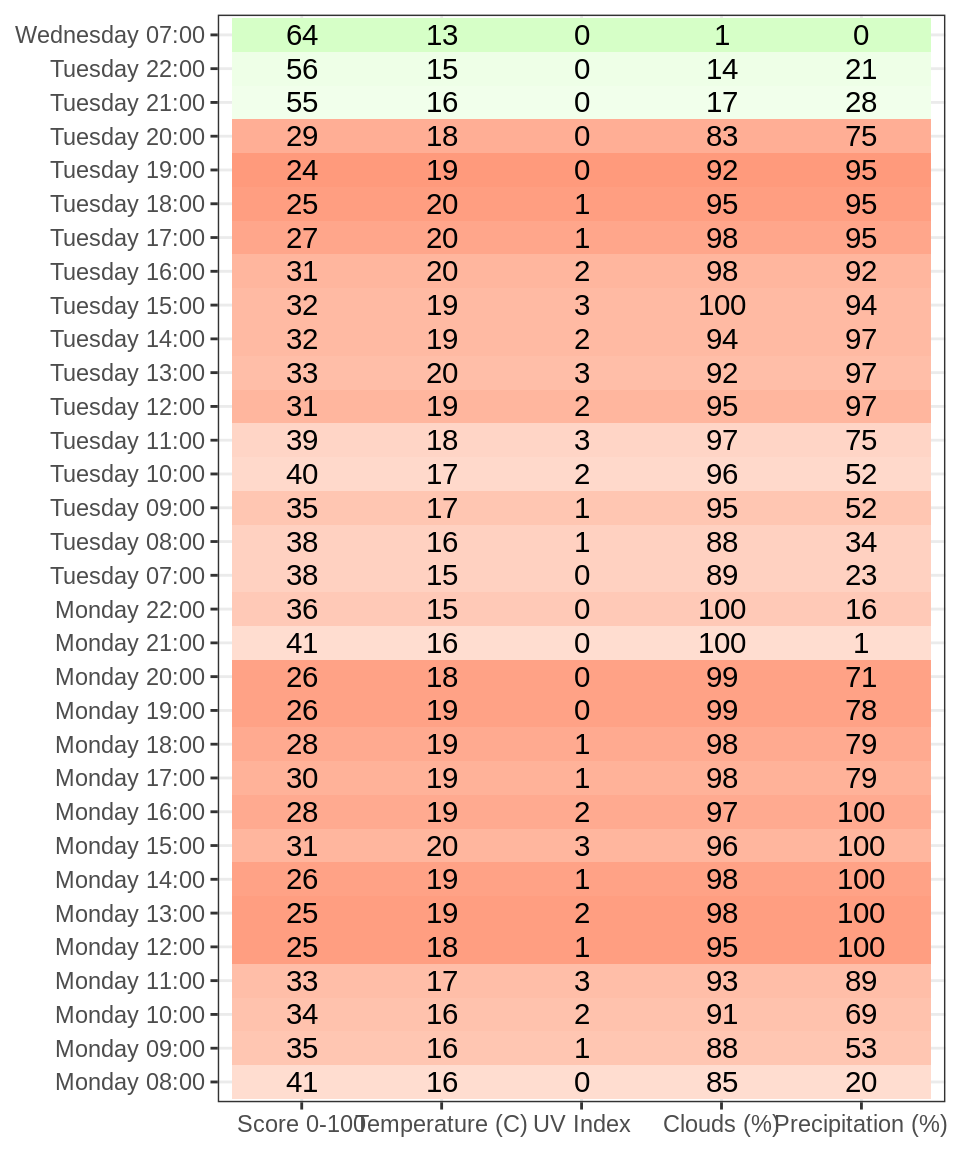 Wednesday 07:00 64 13 0 1 0
Tuesday 22:00 56 15 0 14 21
Tuesday 21:00 55 16 0 17 28
Tuesday 20:00 29 18 0 83 75
Tuesday 19:00 24 19 0 92 95
Tuesday 18:00 25 20 1 95 95
Tuesday 17:00 27 20 1 98 95
Tuesday 16:00 31 20 2 98 92
Tuesday 15:00 32 19 3 100 94
Tuesday 14:00 32 19 2 94 97
Tuesday 13:00 33 20 3 92 97
Tuesday 12:00 31 19 2 95 97
Tuesday 11:00 39 18 3 97 75
Tuesday 10:00 40 17 2 96 52
Tuesday 09:00 35 17 1 95 52
Tuesday 08:00 38 16 1 88 34
Tuesday 07:00 38 15 0 89 23
Monday 22:00 36 15 0 100 16
Monday 21:00 41 16 0 100 1
Monday 20:00 26 18 0 99 71
Monday 19:00 26 19 0 99 78
Monday 18:00 28 19 1 98 79
Monday 17:00 30 19 1 98 79
Monday 16:00 28 19 2 97 100
Monday 15:00 31 20 3 96 100
Monday 14:00 26 19 1 98 100
Monday 13:00 25 19 2 98 100
Monday 12:00 25 18 1 95 100
Monday 11:00 33 17 3 93 89
Monday 10:00 34 16 2 91 69
Monday 09:00 35 16 1 88 53
Monday 08:00 41 16 0 85 20
Score 0-100 Temperature (C) UV Index Clouds (%) Precipitation (%)